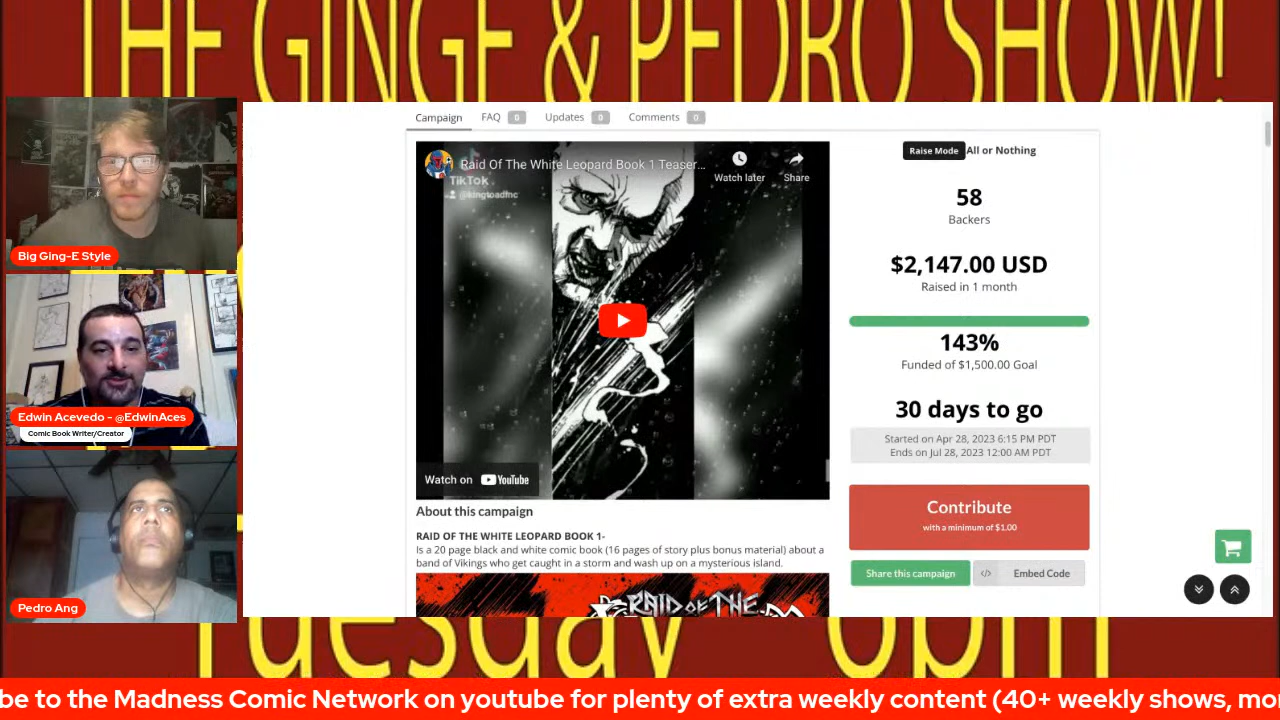 THE GINGE & PEDRO SHOW!
Big Ging-E Style
Edwin Acevedo - @EdwinAces
Comic Book Writer/Creator
Pedro Ang
Campaign
FAQ 0
Updates 0
Comments 0
Raid Of The White Leopard Book 1 Teaser...
Watch later
Share
TikTok
@kingtoadinc
Watch on YouTube
About this campaign
RAID OF THE WHITE LEOPARD BOOK 1-
Is a 20 page black and white comic book (16 pages of story plus bonus material) about a
band of Vikings who get caught in a storm and wash up on a mysterious island.
RAID OF THE
Raise Mode All or Nothing
58
Backers
$2,147.00 USD
Raised in 1 month
143%
Funded of $1,500.00 Goal
30 days to go
Started on Apr 28, 2023 6:15 PM PDT
Ends on Jul 28, 2023 12:00 AM PDT
Contribute
with a minimum of $1.00
Share this campaign
</> Embed Code
Tuesday 8pm
be to the Madness Comic Network on youtube for plenty of extra weekly content (40+ weekly shows, mo